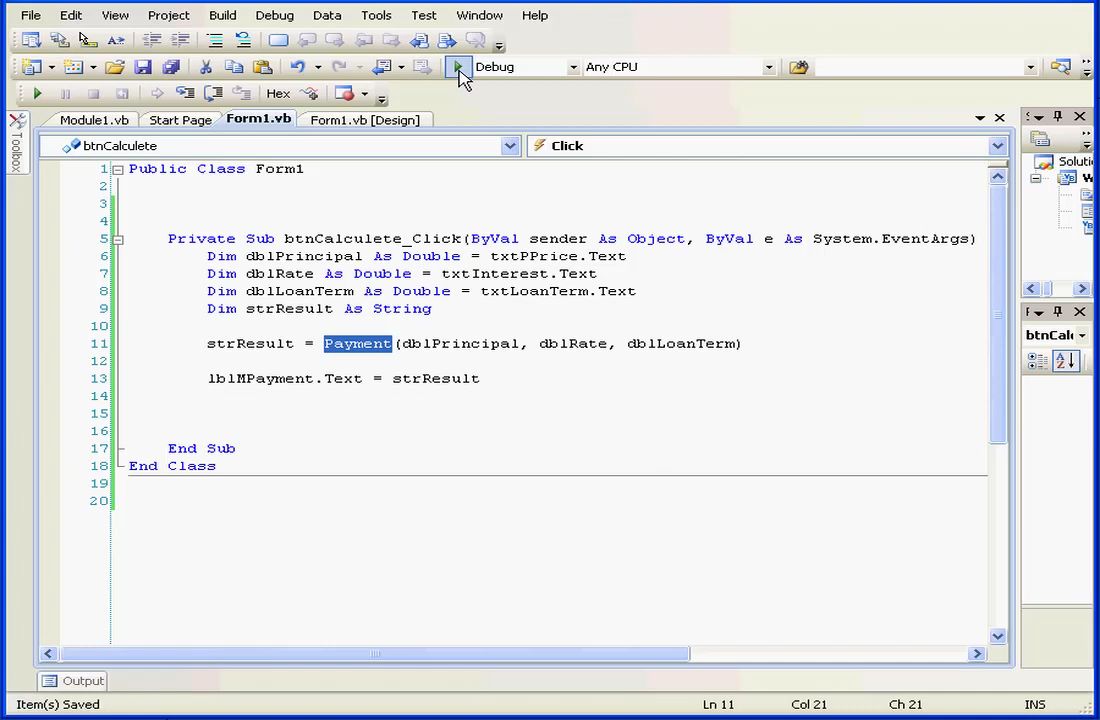 File Edit View Project Build Debug Data Tools Test Window Help
Debug Any CPU
Hex
Module1.vb Start Page Form1.vb Form1.vb [Design]
Toolbox
btnCalculete Click
1 Public Class Form1
2
3
4
5 Private Sub btnCalculete_Click(ByVal sender As Object, ByVal e As System.EventArgs)
6 Dim dblPrincipal As Double = txtPPrice.Text
7 Dim dblRate As Double = txtInterest.Text
8 Dim dblLoanTerm As Double = txtLoanTerm.Text
9 Dim strResult As String
10
11 strResult = Payment(dblPrincipal, dblRate, dblLoanTerm)
12
13 lblMPayment.Text = strResult
14
15
16
17 End Sub
18 End Class
19
20
Soluti
W
btnCal
Output
Item(s) Saved Ln 11 Col 21 Ch 21 INS